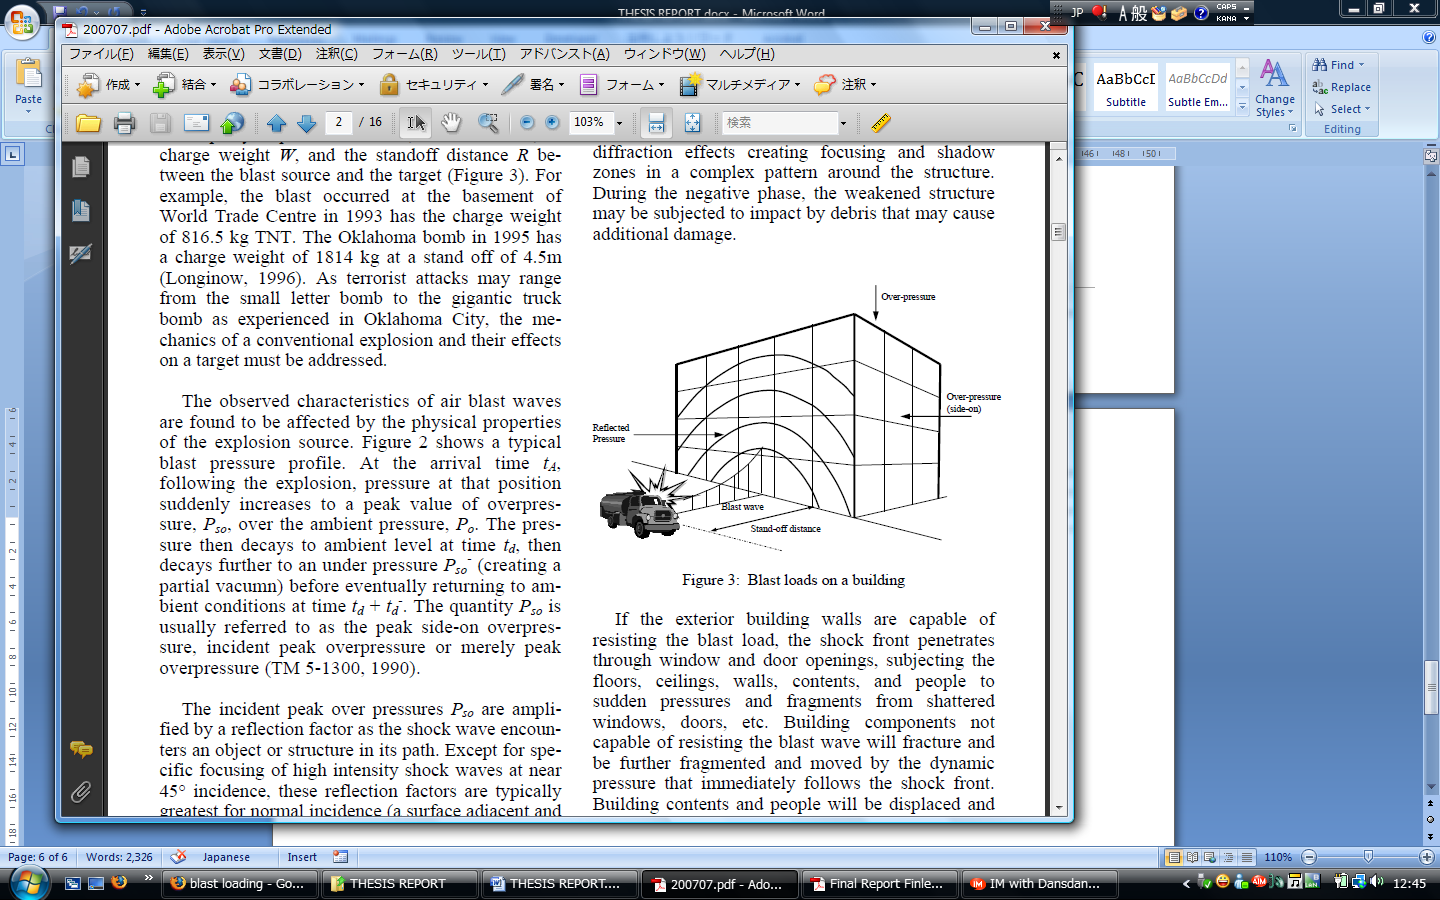 THESIS REPORT.docx - Microsoft Word
JP
A 般
CAPS
KANA
200707.pdf - Adobe Acrobat Pro Extended
ファイル(F) 編集(E) 表示(V) 文書(D) 注釈(C) フォーム(R) ツール(T) アドバンスト(A) ウィンドウ(W) ヘルプ(H)
作成 結合 コラボレーション セキュリティ 署名 フォーム マルチメディア 注釈
2 / 16 103% 検索
Paste
AaBbCcI AaBbCcDd
Subtitle Subtle Em...
Change
Styles
Find
Replace
Select
Editing
charge weight W, and the standoff distance R be-
tween the blast source and the target (Figure 3). For
example, the blast occurred at the basement of
World Trade Centre in 1993 has the charge weight
of 816.5 kg TNT. The Oklahoma bomb in 1995 has
a charge weight of 1814 kg at a stand off of 4.5m
(Longinow, 1996). As terrorist attacks may range
from the small letter bomb to the gigantic truck
bomb as experienced in Oklahoma City, the me-
chanics of a conventional explosion and their effects
on a target must be addressed.
The observed characteristics of air blast waves
are found to be affected by the physical properties
of the explosion source. Figure 2 shows a typical
blast pressure profile. At the arrival time tA,
following the explosion, pressure at that position
suddenly increases to a peak value of overpres-
sure, Pso, over the ambient pressure, Po. The pres-
sure then decays to ambient level at time td, then
decays further to an under pressure Pso- (creating a
partial vacumn) before eventually returning to am-
bient conditions at time td + td-. The quantity Pso is
usually referred to as the peak side-on overpres-
sure, incident peak overpressure or merely peak
overpressure (TM 5-1300, 1990).
The incident peak over pressures Pso are ampli-
fied by a reflection factor as the shock wave encoun-
ters an object or structure in its path. Except for spe-
cific focusing of high intensity shock waves at near
45° incidence, these reflection factors are typically
greatest for normal incidence (a surface adjacent and
diffraction effects creating focusing and shadow
zones in a complex pattern around the structure.
During the negative phase, the weakened structure
may be subjected to impact by debris that may cause
additional damage.
Over-pressure
Over-pressure
(side-on)
Reflected
Pressure
Blast wave
Stand-off distance
Figure 3: Blast loads on a building
If the exterior building walls are capable of
resisting the blast load, the shock front penetrates
through window and door openings, subjecting the
floors, ceilings, walls, contents, and people to
sudden pressures and fragments from shattered
windows, doors, etc. Building components not
capable of resisting the blast wave will fracture and
be further fragmented and moved by the dynamic
pressure that immediately follows the shock front.
Building contents and people will be displaced and
Page: 6 of 6 Words: 2,326 Japanese Insert 110%
blast loading - Go... THESIS REPORT THESIS REPORT.... 200707.pdf - Ado... Final Report Finle... IM with Dansdan... 12:45